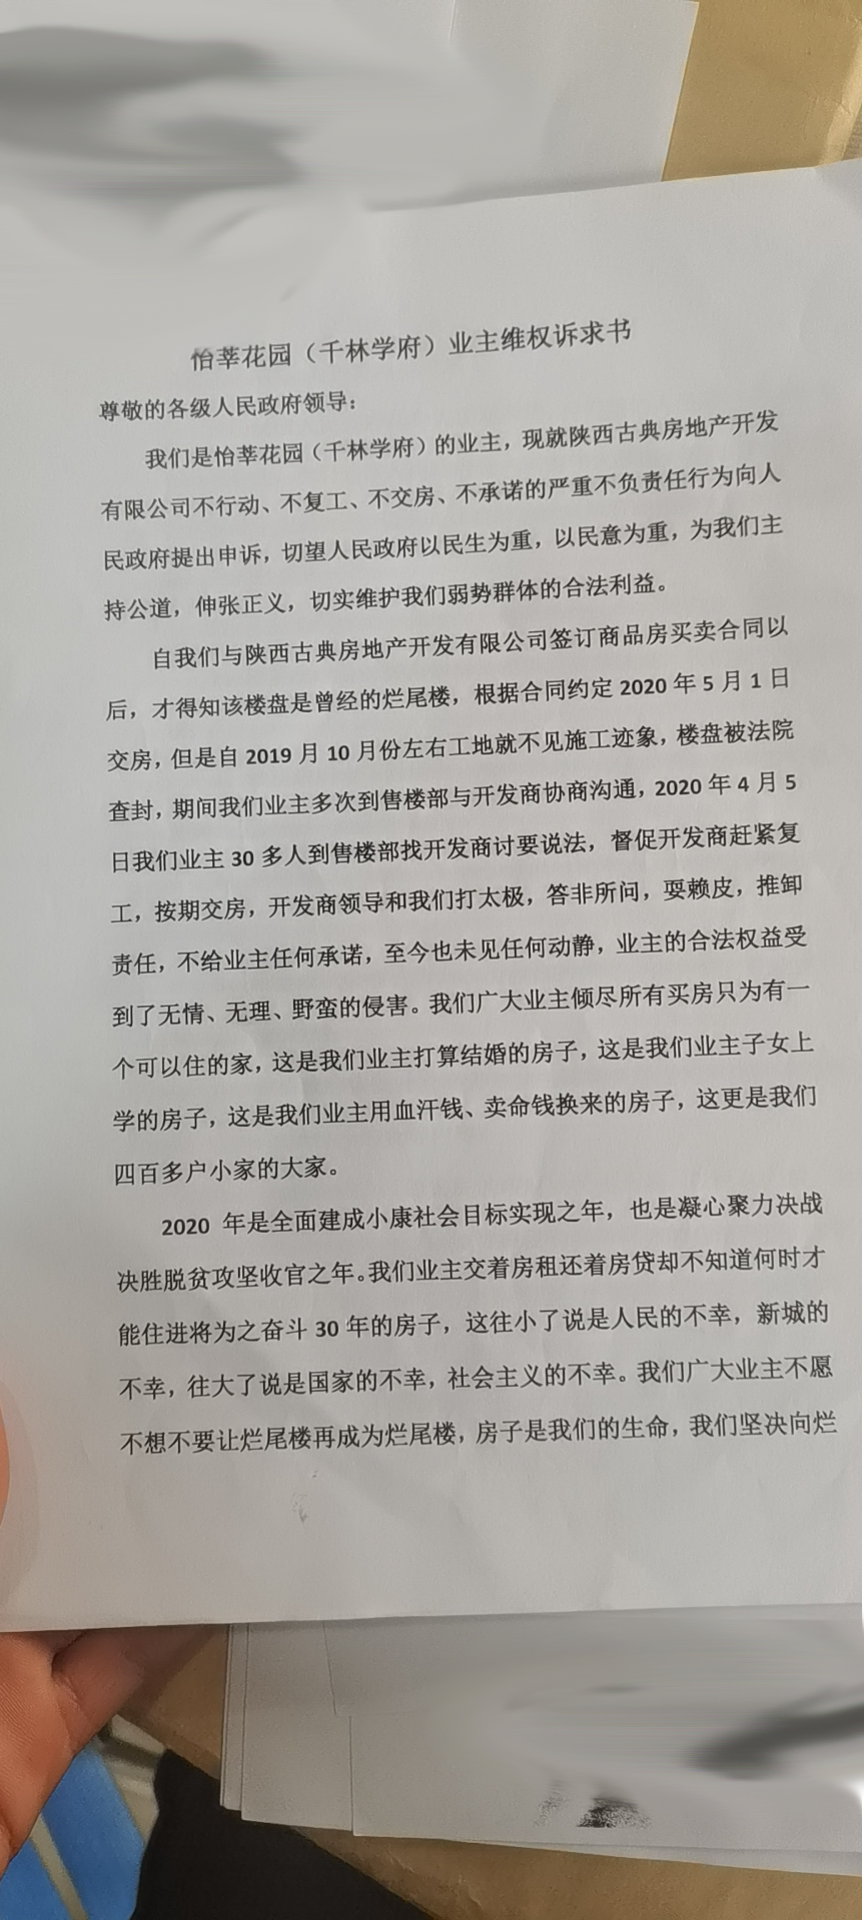 怡莘花园（千林学府）业主维权诉求书
尊敬的各级人民政府领导：
我们是怡莘花园（千林学府）的业主，现就陕西古典房地产开发
有限公司不行动、不复工、不交房、不承诺的严重不负责任行为向人
民政府提出申诉，切望人民政府以民生为重，以民意为重，为我们主
持公道，伸张正义，切实维护我们弱势群体的合法利益。
自我们与陕西古典房地产开发有限公司签订商品房买卖合同以
后，才得知该楼盘是曾经的烂尾楼，根据合同约定 2020 年 5 月 1 日
交房，但是自 2019 月 10 月份左右工地就不见施工迹象，楼盘被法院
查封，期间我们业主多次到售楼部与开发商协商沟通，2020 年 4 月 5
日我们业主 30 多人到售楼部找开发商讨要说法，督促开发商赶紧复
工，按期交房，开发商领导和我们打太极，答非所问，耍赖皮，推卸
责任，不给业主任何承诺，至今也未见任何动静，业主的合法权益受
到了无情、无理、野蛮的侵害。我们广大业主倾尽所有买房只为有一
个可以住的家，这是我们业主打算结婚的房子，这是我们业主子女上
学的房子，这是我们业主用血汗钱、卖命钱换来的房子，这更是我们
四百多户小家的大家。
2020 年是全面建成小康社会目标实现之年，也是凝心聚力决战
决胜脱贫攻坚收官之年。我们业主交着房租还着房贷却不知道何时才
能住进将为之奋斗 30 年的房子，这往小了说是人民的不幸，新城的
不幸，往大了说是国家的不幸，社会主义的不幸。我们广大业主不愿
不想不要让烂尾楼再成为烂尾楼，房子是我们的生命，我们坚决向烂